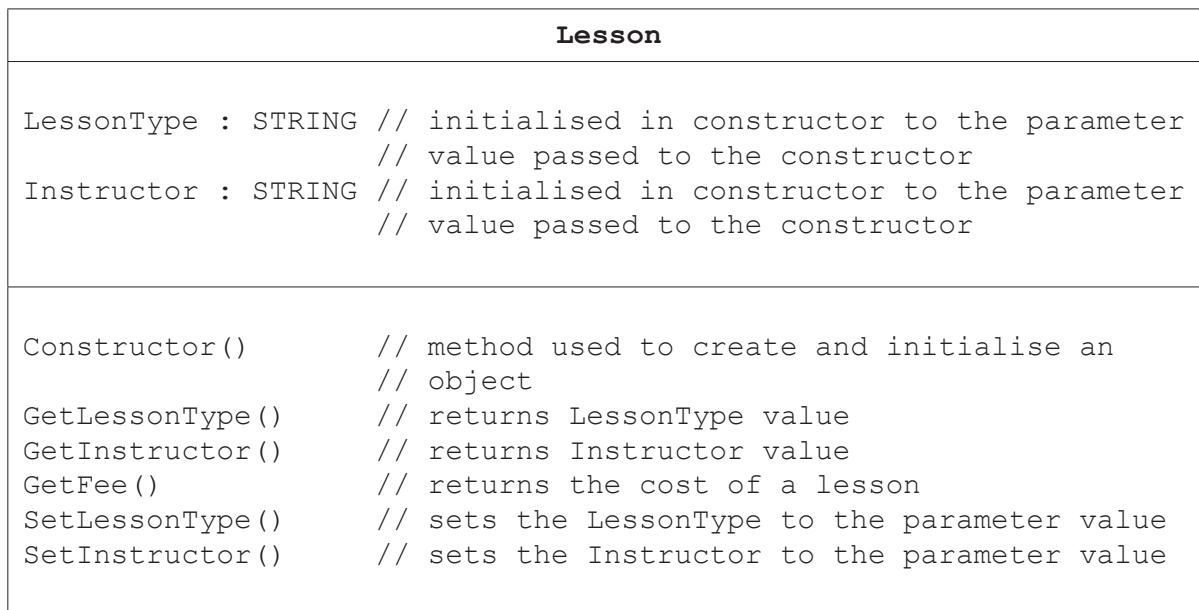 Lesson
LessonType : STRING // initialised in constructor to the parameter
// value passed to the constructor
Instructor : STRING // initialised in constructor to the parameter
// value passed to the constructor
Constructor() // method used to create and initialise an
// object
GetLessonType() // returns LessonType value
GetInstructor() // returns Instructor value
GetFee() // returns the cost of a lesson
SetLessonType() // sets the LessonType to the parameter value
SetInstructor() // sets the Instructor to the parameter value